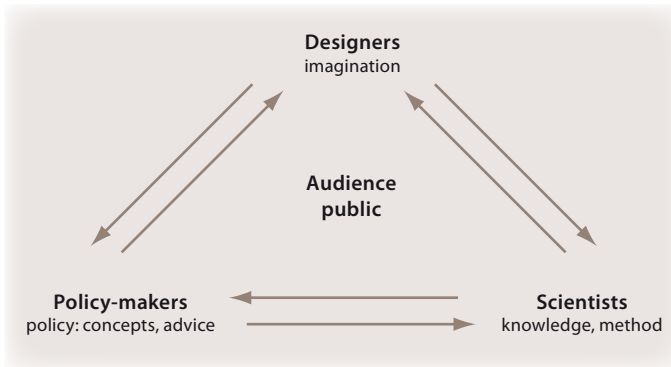 Designers
imagination
Audience
public
Policy-makers
policy: concepts, advice
Scientists
knowledge, method